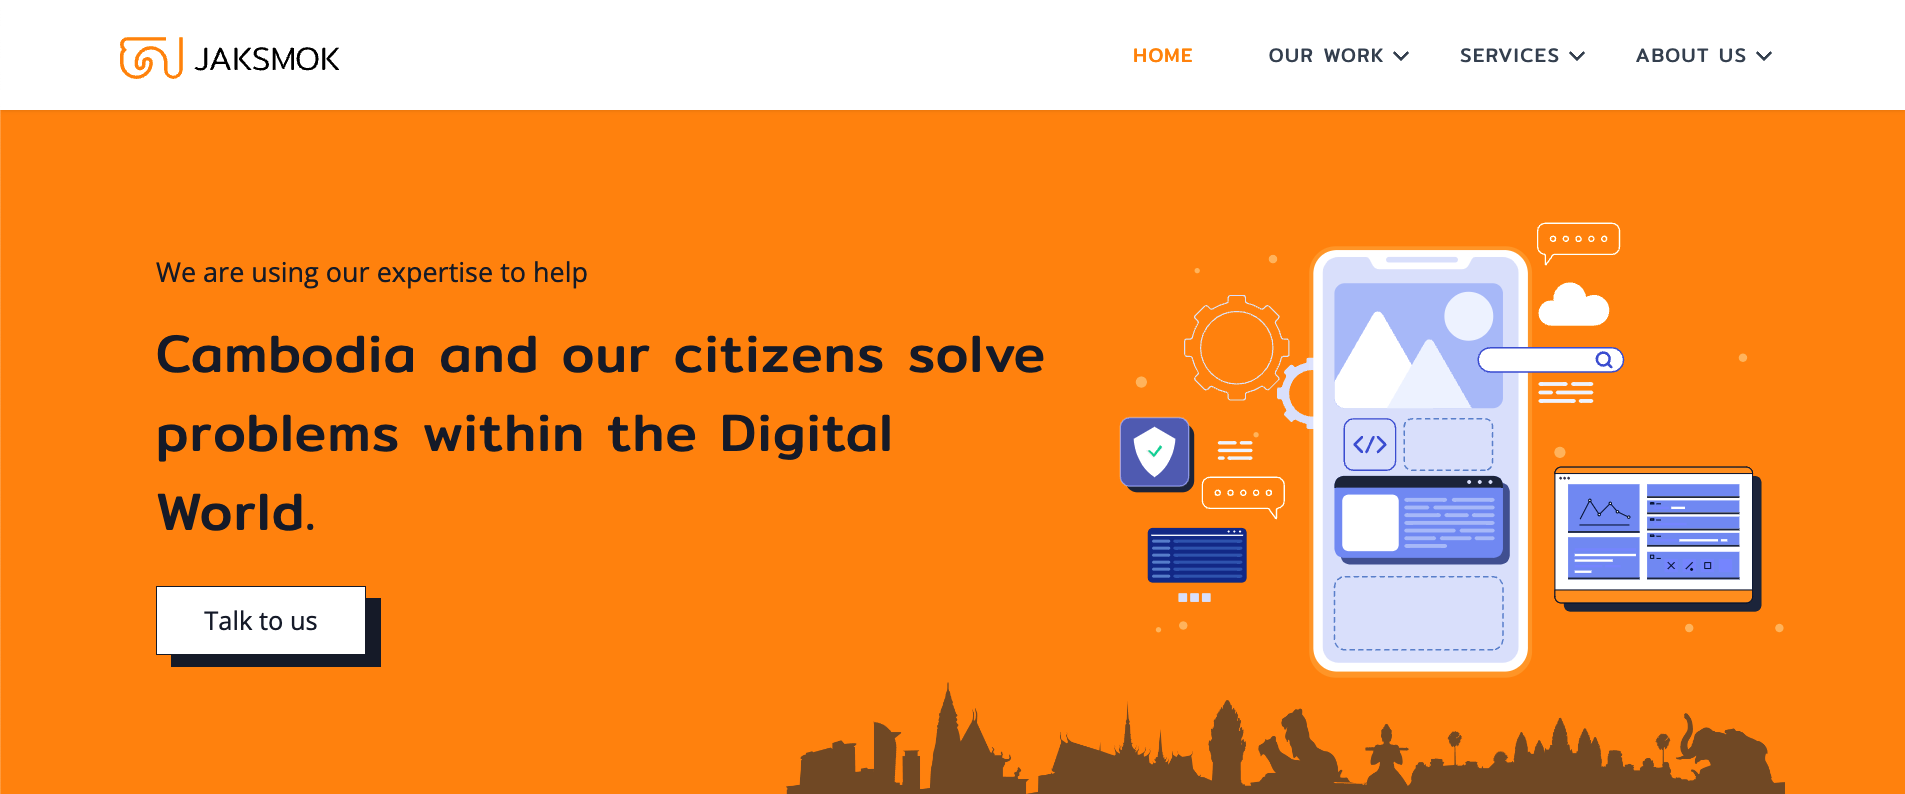 JAKSMOK
HOME
OUR WORK
SERVICES
ABOUT US
We are using our expertise to help
Cambodia and our citizens solve
problems within the Digital
World.
Talk to us